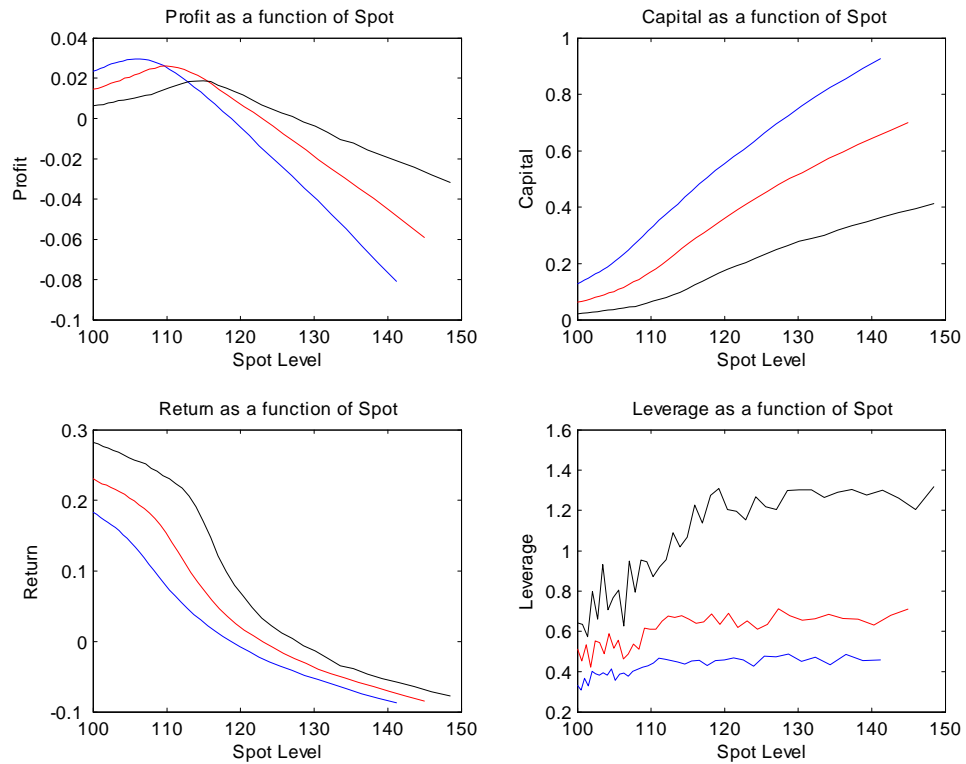 Profit as a function of Spot
0.04
0.02
0
-0.02
-0.04
-0.06
-0.08
-0.1
Profit
100 110 120 130 140 150
Spot Level
Capital as a function of Spot
1
0.8
0.6
0.4
0.2
0
Capital
100 110 120 130 140 150
Spot Level
Return as a function of Spot
0.3
0.2
0.1
0
-0.1
Return
100 110 120 130 140 150
Spot Level
Leverage as a function of Spot
1.6
1.4
1.2
1
0.8
0.6
0.4
0.2
Leverage
100 110 120 130 140 150
Spot Level